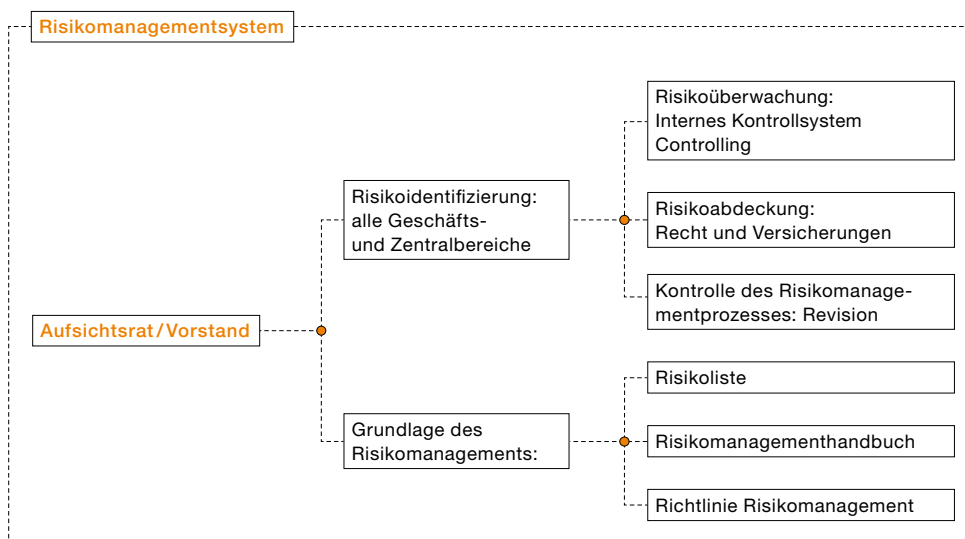 Risikomanagementsystem
Risikoüberwachung:
Internes Kontrollsystem
Controlling
Risikoidentifizierung:
alle Geschäfts-
und Zentralbereiche
Risikoabdeckung:
Recht und Versicherungen
Kontrolle des Risikomanage-
mentprozesses: Revision
Aufsichtsrat/Vorstand
Risikoliste
Grundlage des
Risikomanagements:
Risikomanagementhandbuch
Richtlinie Risikomanagement